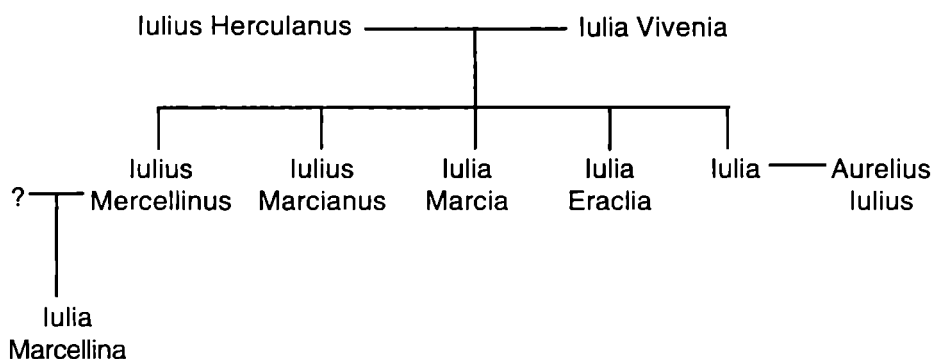 Iulius Herculanus Iulia Vivenia
Iulius Iulius Iulia Iulia Iulia Aurelius
? Mercellinus Marcianus Marcia Eraclia Iulius
Iulia
Marcellina